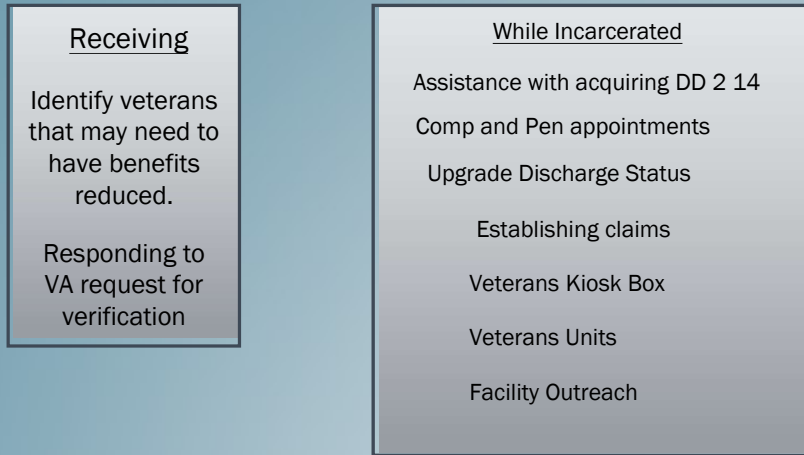 Receiving
Identify veterans
that may need to
have benefits
reduced.
Responding to
VA request for
verification
While Incarcerated
Assistance with acquiring DD 2 14
Comp and Pen appointments
Upgrade Discharge Status
Establishing claims
Veterans Kiosk Box
Veterans Units
Facility Outreach